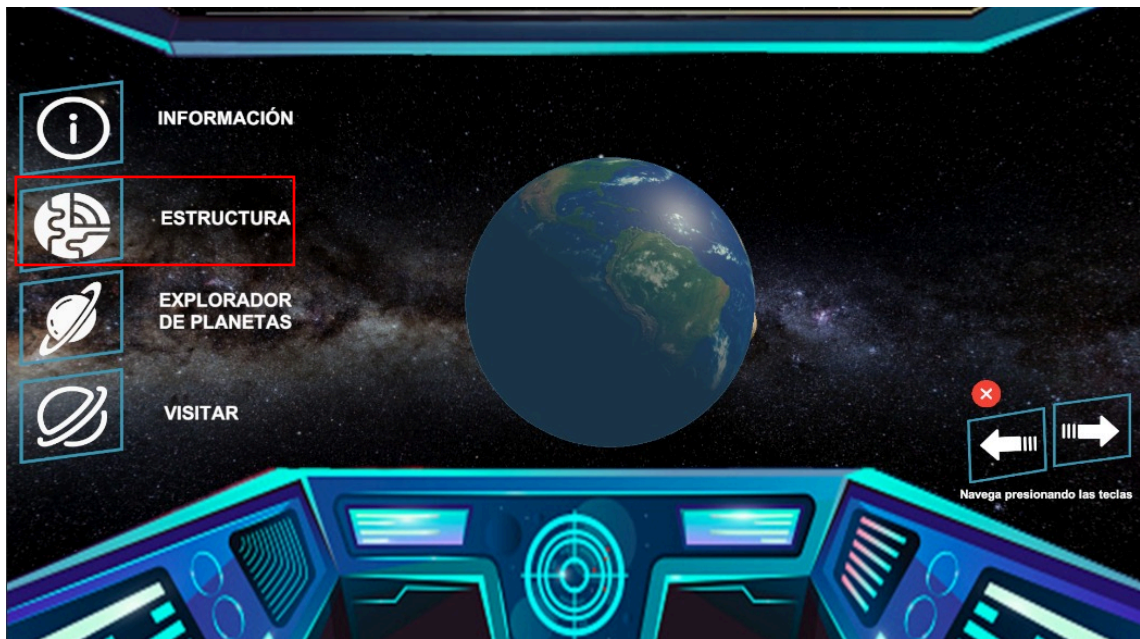 INFORMACIÓN
ESTRUCTURA
EXPLORADOR
DE PLANETAS
VISITAR
Navega presionando las teclas